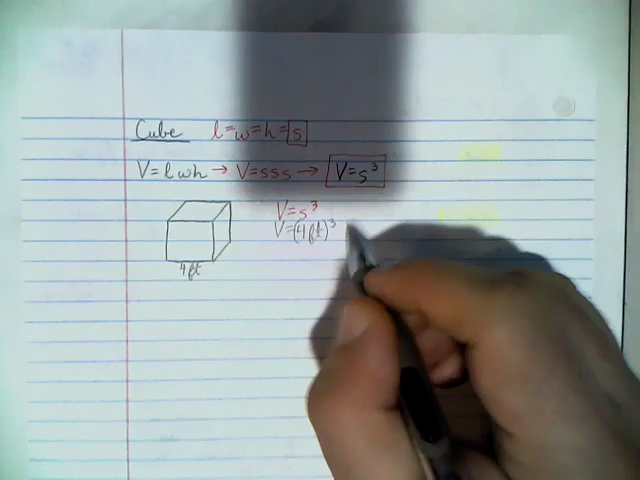 Cube l=w=h=s
V=lwh → V=sss → V=s³
V=s³
V=(4ft)³
4ft